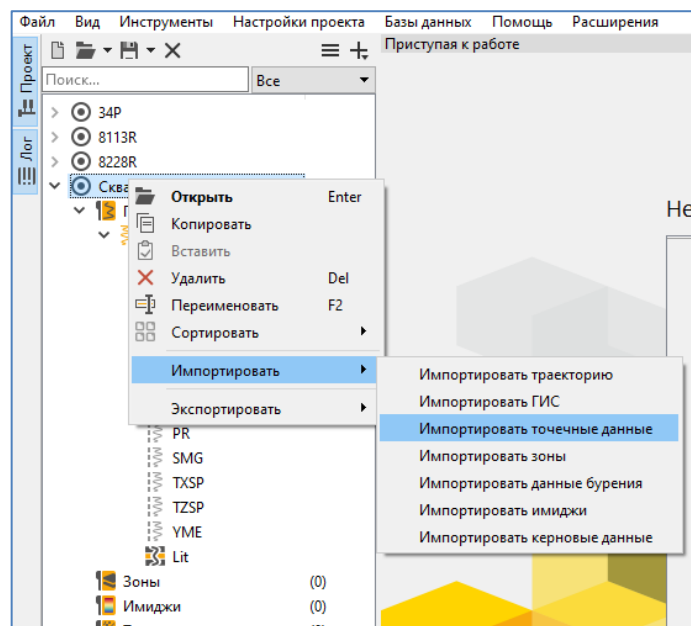 Файл Вид Инструменты Настройки проекта Базы данных Помощь Расширения
Проект
Лог
Приступая к работе
Поиск... Все
34P
8113R
8228R
Открыть Enter
Копировать
Вставить
Удалить Del
Переименовать F2
Сортировать
Импортировать
Экспортировать
Импортировать траекторию
Импортировать ГИС
Импортировать точечные данные
Импортировать зоны
Импортировать данные бурения
Импортировать имиджи
Импортировать керновые данные
PR
SMG
TXSP
TZSP
YME
Lit
Зоны (0)
Имиджи (0)